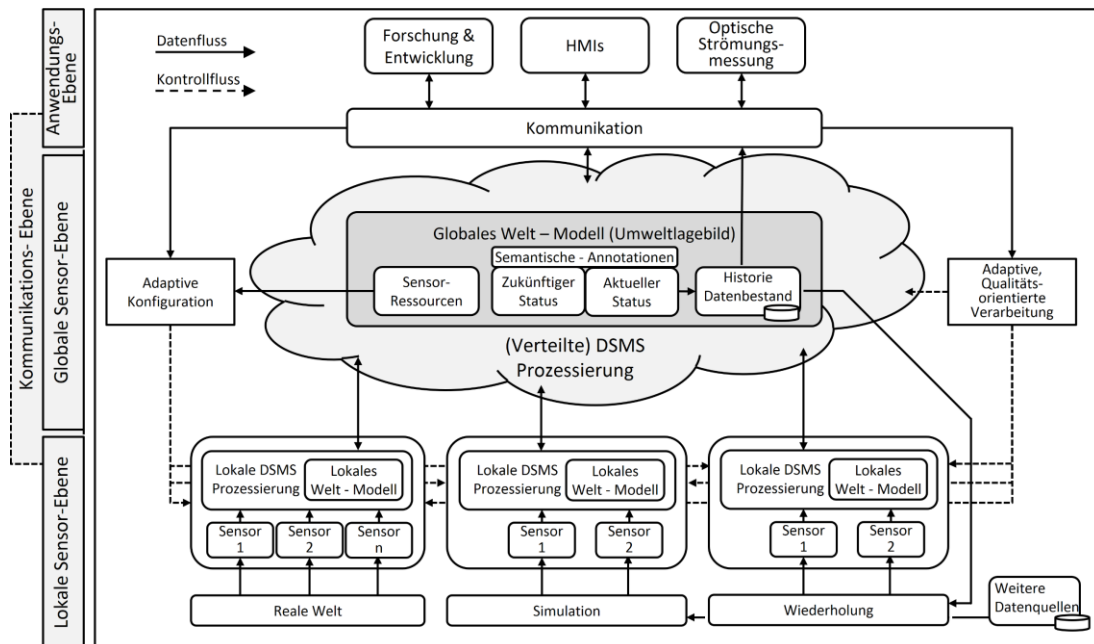 Anwendungs-
Ebene
Kommunikations- Ebene
Globale Sensor-Ebene
Lokale Sensor-Ebene
Datenfluss
Kontrollfluss
Forschung &
Entwicklung
HMIs
Optische
Strömungs-
messung
Kommunikation
Globales Welt – Modell (Umweltlagebild)
Semantische - Annotationen
Sensor-
Ressourcen
Zukünftiger
Status
Aktueller
Status
Historie
Datenbestand
Adaptive
Konfiguration
Adaptive,
Qualitäts-
orientierte
Verarbeitung
(Verteilte) DSMS
Prozessierung
Lokale DSMS
Prozessierung
Lokales
Welt - Modell
Sensor
1
Sensor
2
Sensor
n
Reale Welt
Lokale DSMS
Prozessierung
Lokales
Welt - Modell
Sensor
1
Sensor
2
Simulation
Lokale DSMS
Prozessierung
Lokales
Welt - Modell
Sensor
1
Sensor
2
Wiederholung
Weitere
Datenquellen